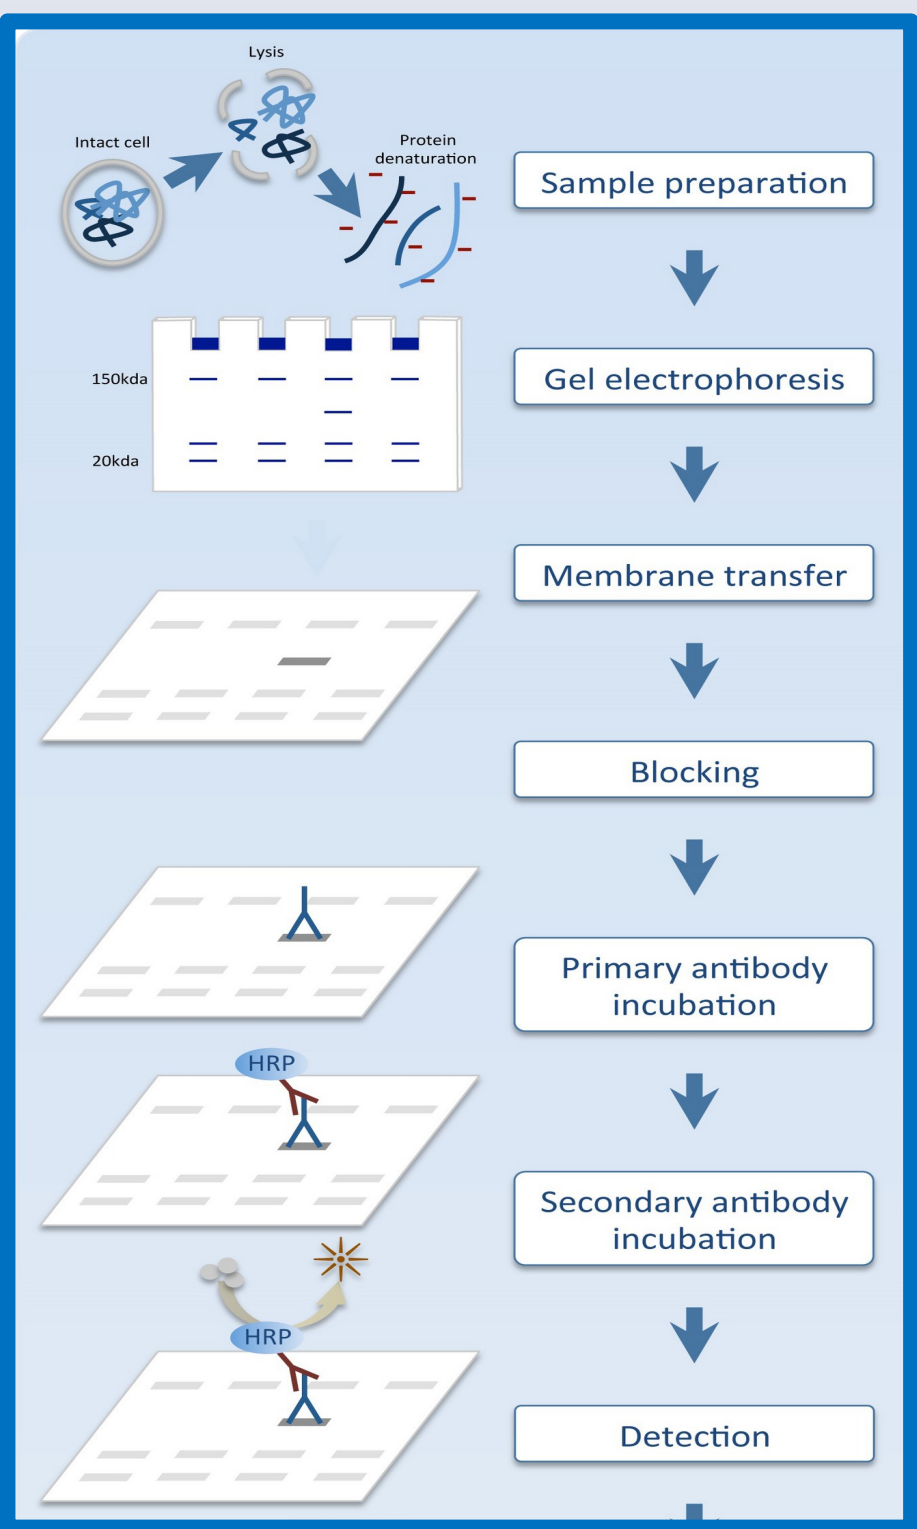 Lysis
Intact cell
Protein
denaturation
Sample preparation
150kda
20kda
Gel electrophoresis
Membrane transfer
Blocking
Primary antibody
incubation
HRP
Secondary antibody
incubation
HRP
Detection